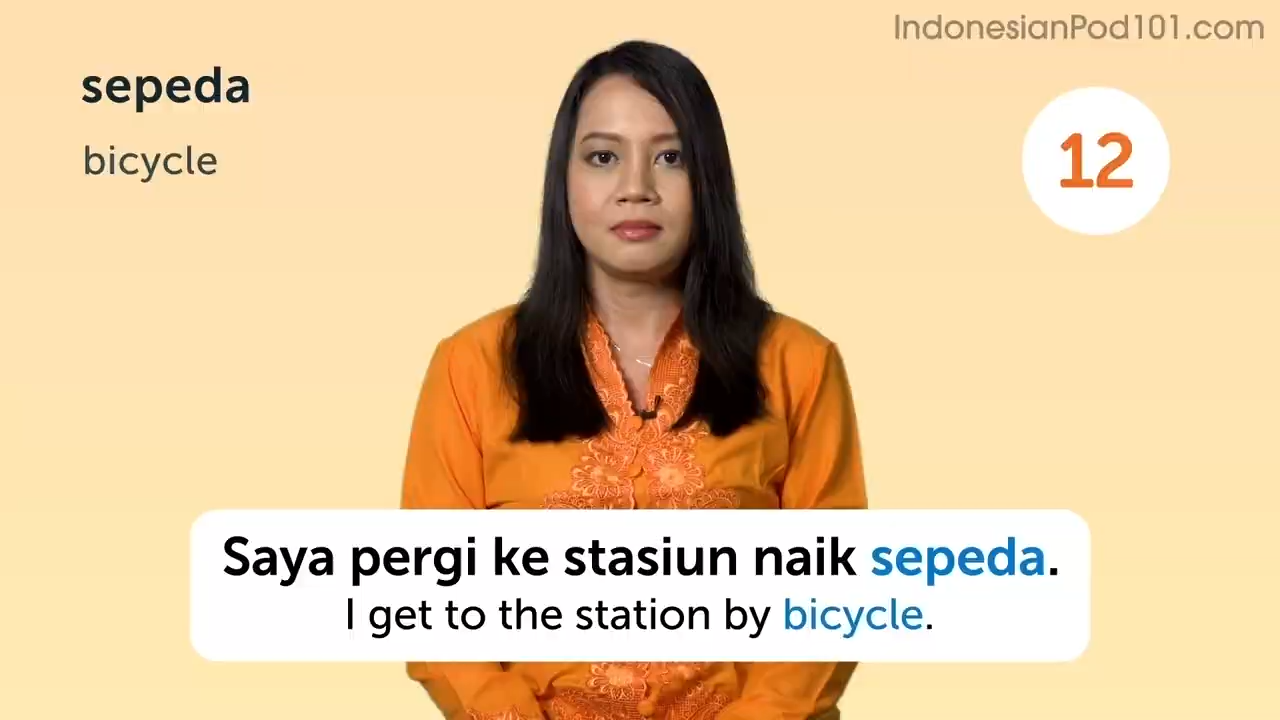 IndonesianPod101.com
sepeda
bicycle
12
Saya pergi ke stasiun naik sepeda.
I get to the station by bicycle.